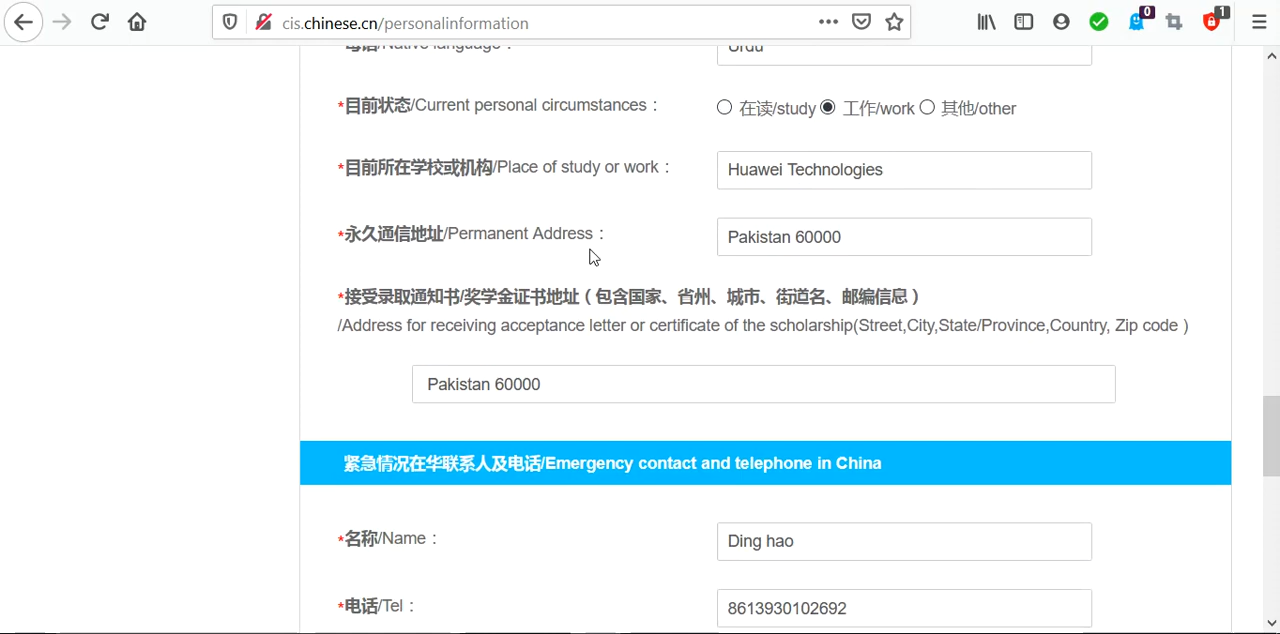 0
1
cis.chinese.cn/personalinformation
母语/Native language：
Urdu
*目前状态/Current personal circumstances：
在读/study 工作/work 其他/other
*目前所在学校或机构/Place of study or work：
Huawei Technologies
*永久通信地址/Permanent Address：
Pakistan 60000
*接受录取通知书/奖学金证书地址（包含国家、省州、城市、街道名、邮编信息）
/Address for receiving acceptance letter or certificate of the scholarship(Street,City,State/Province,Country, Zip code）
Pakistan 60000
紧急情况在华联系人及电话/Emergency contact and telephone in China
*名称/Name：
Ding hao
*电话/Tel：
8613930102692